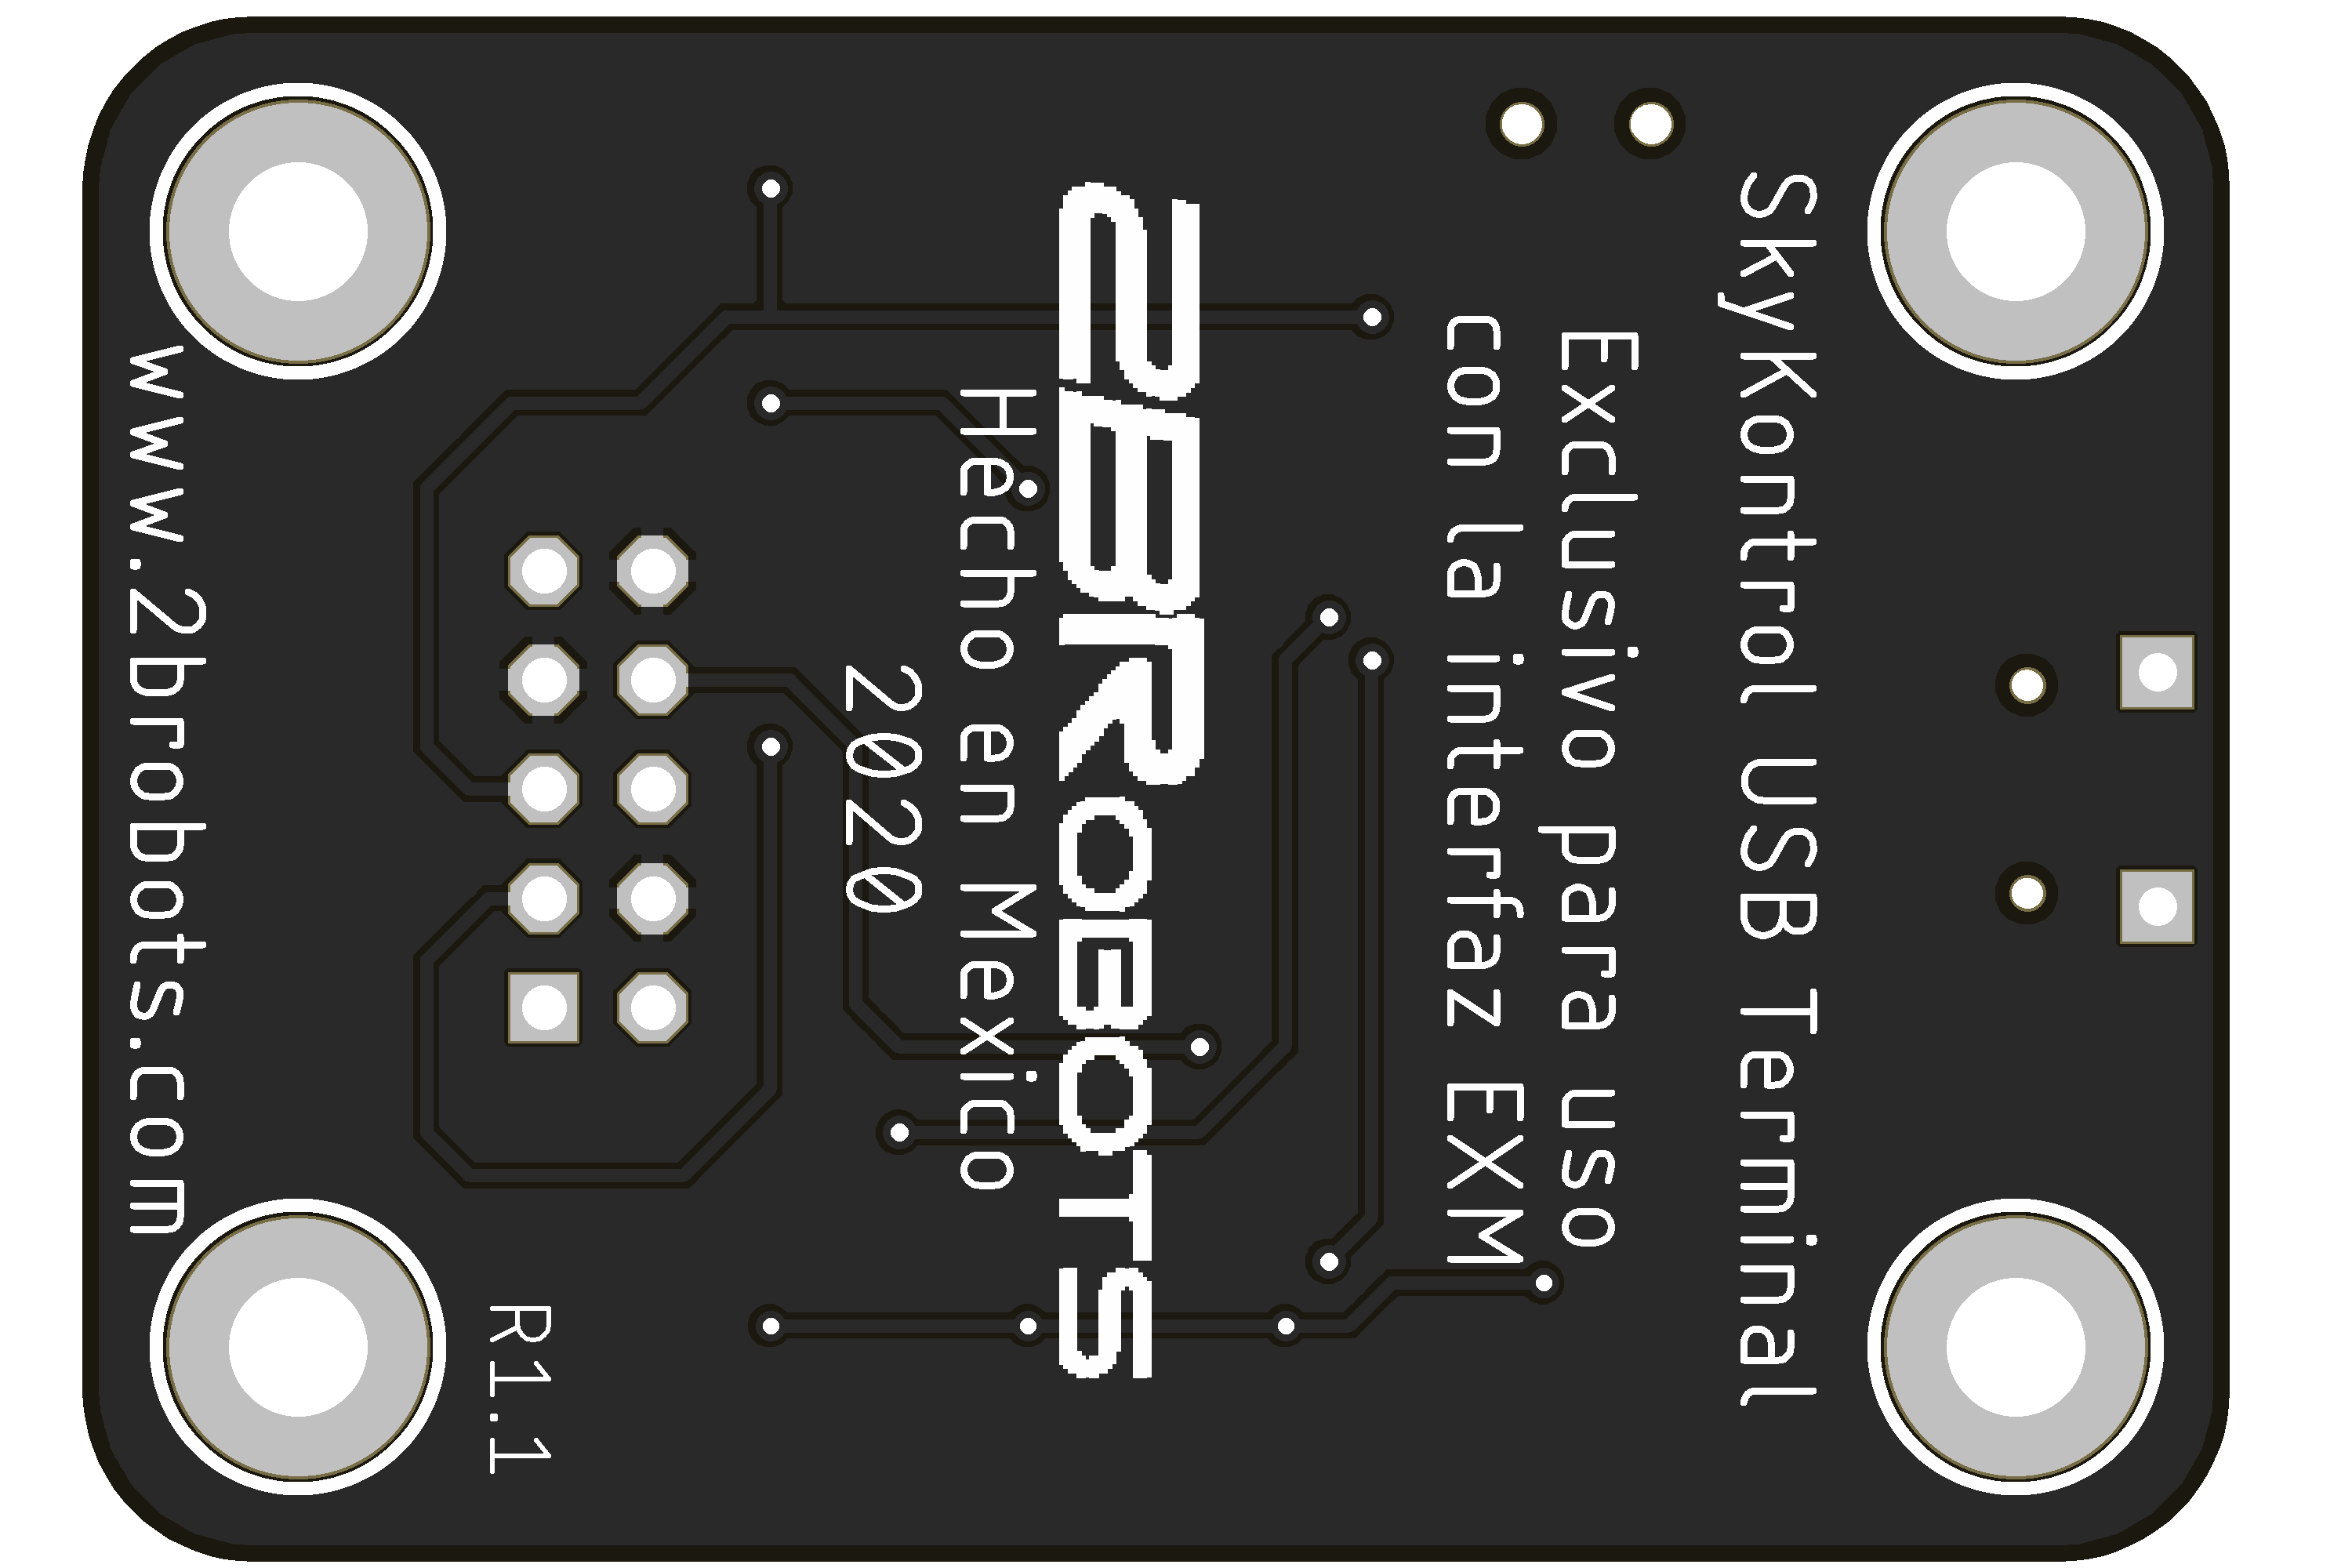 SkyKontrol USB Terminal
Exclusivo para uso
con la interfaz EXM
2BROBOTS
Hecho en Mexico
2020
R1.1
www.2brobots.com